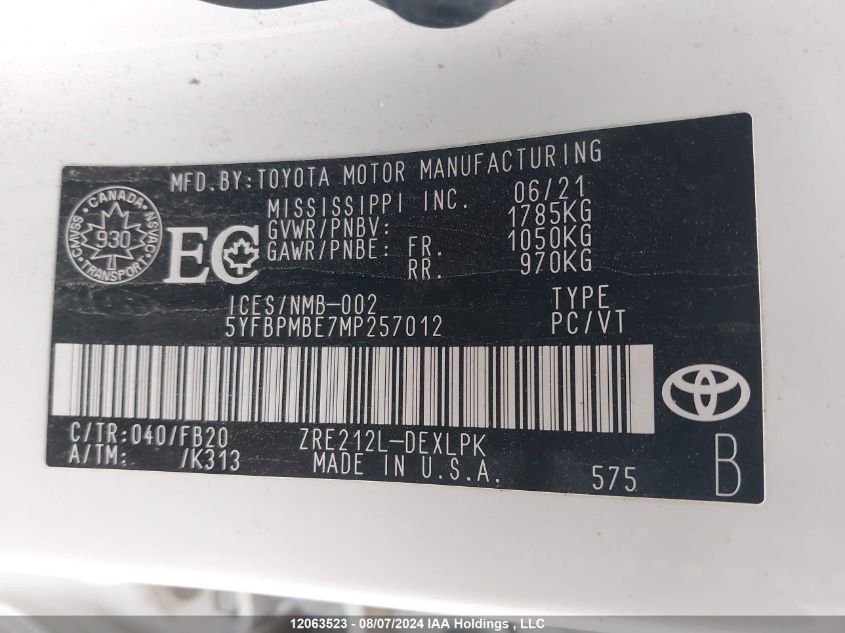 MFD.BY:TOYOTA MOTOR MANUFACTURING
MISSISSIPPI INC. 06/21
GVWR/PNBV: 1785KG
GAWR/PNBE: FR. 1050KG
RR. 970KG
CANADA
CMVSS 930 NSVAC
TRANSPORT
EC
ICES/NMB-002 TYPE
5YFBPMBE7MP257012 PC/VT
C/TR:040/FB20 ZRE212L-DEXLPK
A/TM: /K313 MADE IN U.S.A. 575 B
12063523 - 08/07/2024 IAA Holdings , LLC